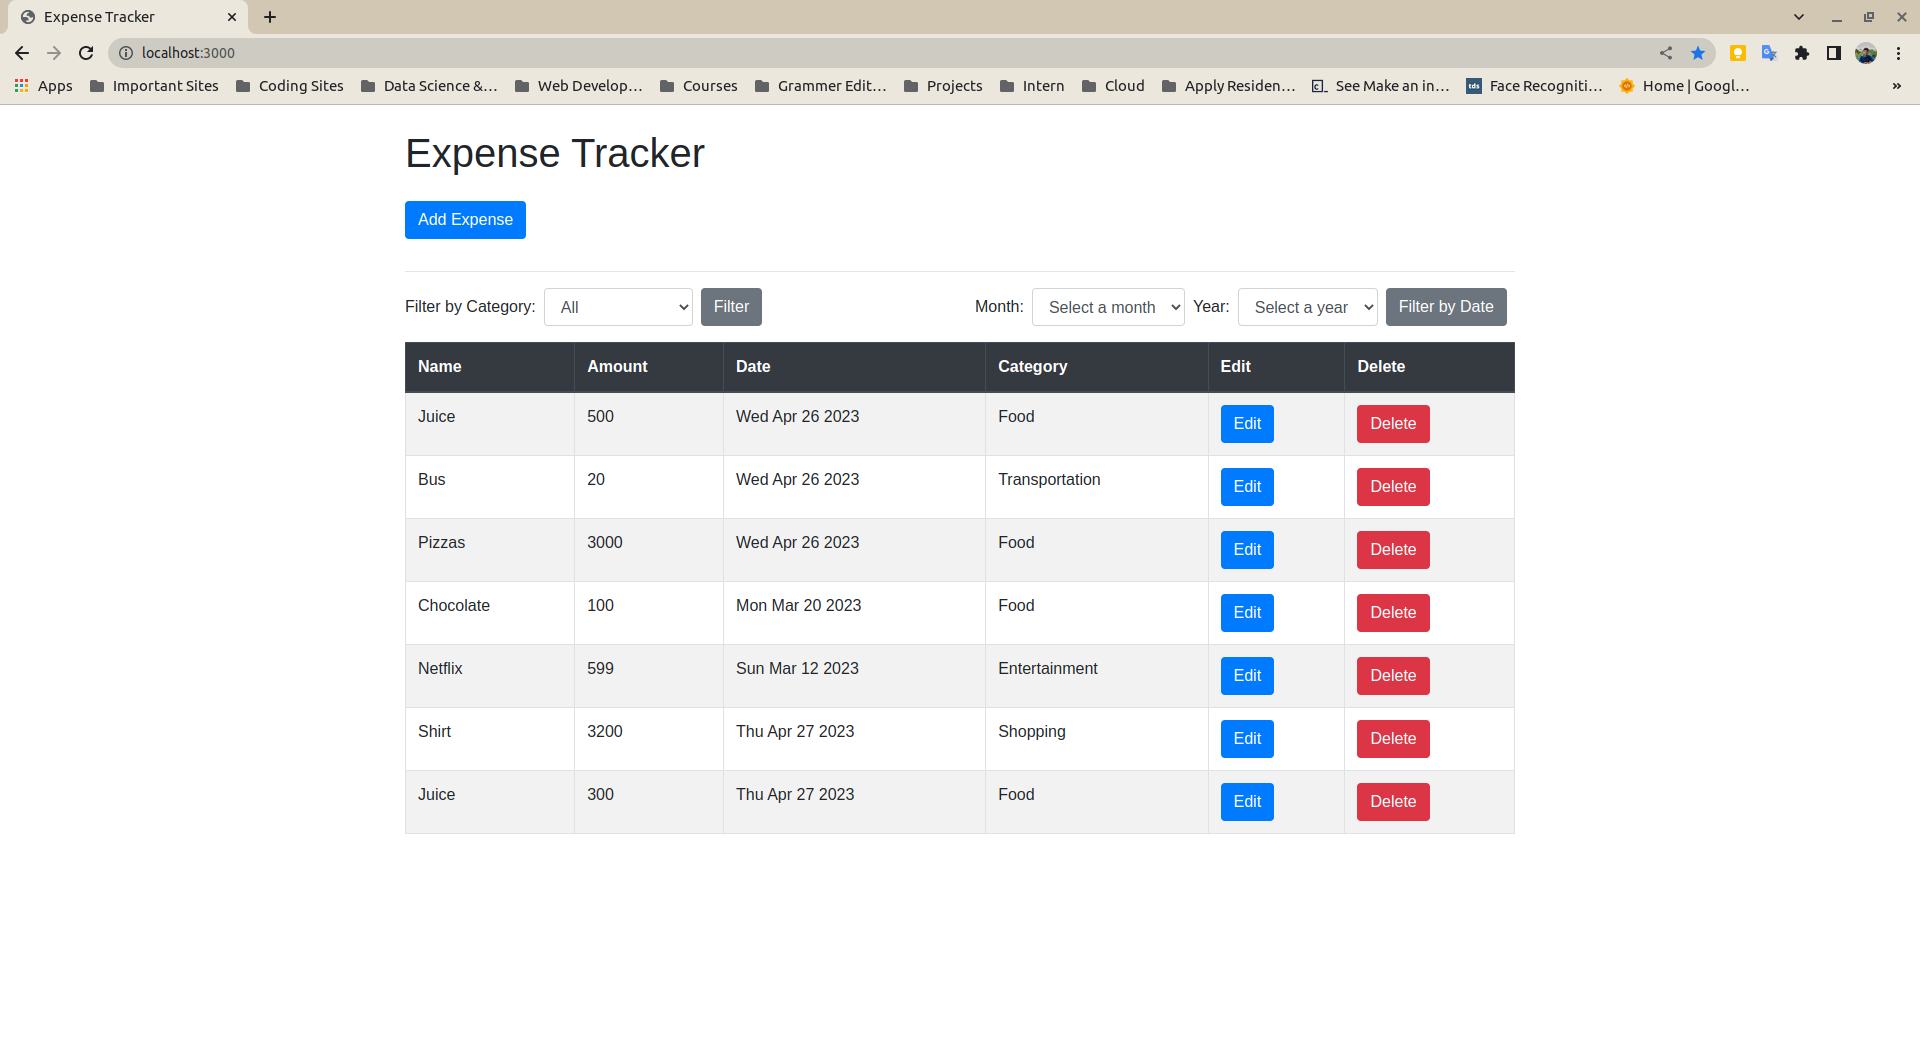 Expense Tracker
localhost:3000
Apps Important Sites Coding Sites Data Science &... Web Develop... Courses Grammer Edit... Projects Intern Cloud Apply Residen... See Make an in... tds Face Recogniti... Home | Googl... »
Expense Tracker
Add Expense
Filter by Category: All Filter Month: Select a month Year: Select a year Filter by Date
Name Amount Date Category Edit Delete
Juice 500 Wed Apr 26 2023 Food Edit Delete
Bus 20 Wed Apr 26 2023 Transportation Edit Delete
Pizzas 3000 Wed Apr 26 2023 Food Edit Delete
Chocolate 100 Mon Mar 20 2023 Food Edit Delete
Netflix 599 Sun Mar 12 2023 Entertainment Edit Delete
Shirt 3200 Thu Apr 27 2023 Shopping Edit Delete
Juice 300 Thu Apr 27 2023 Food Edit Delete